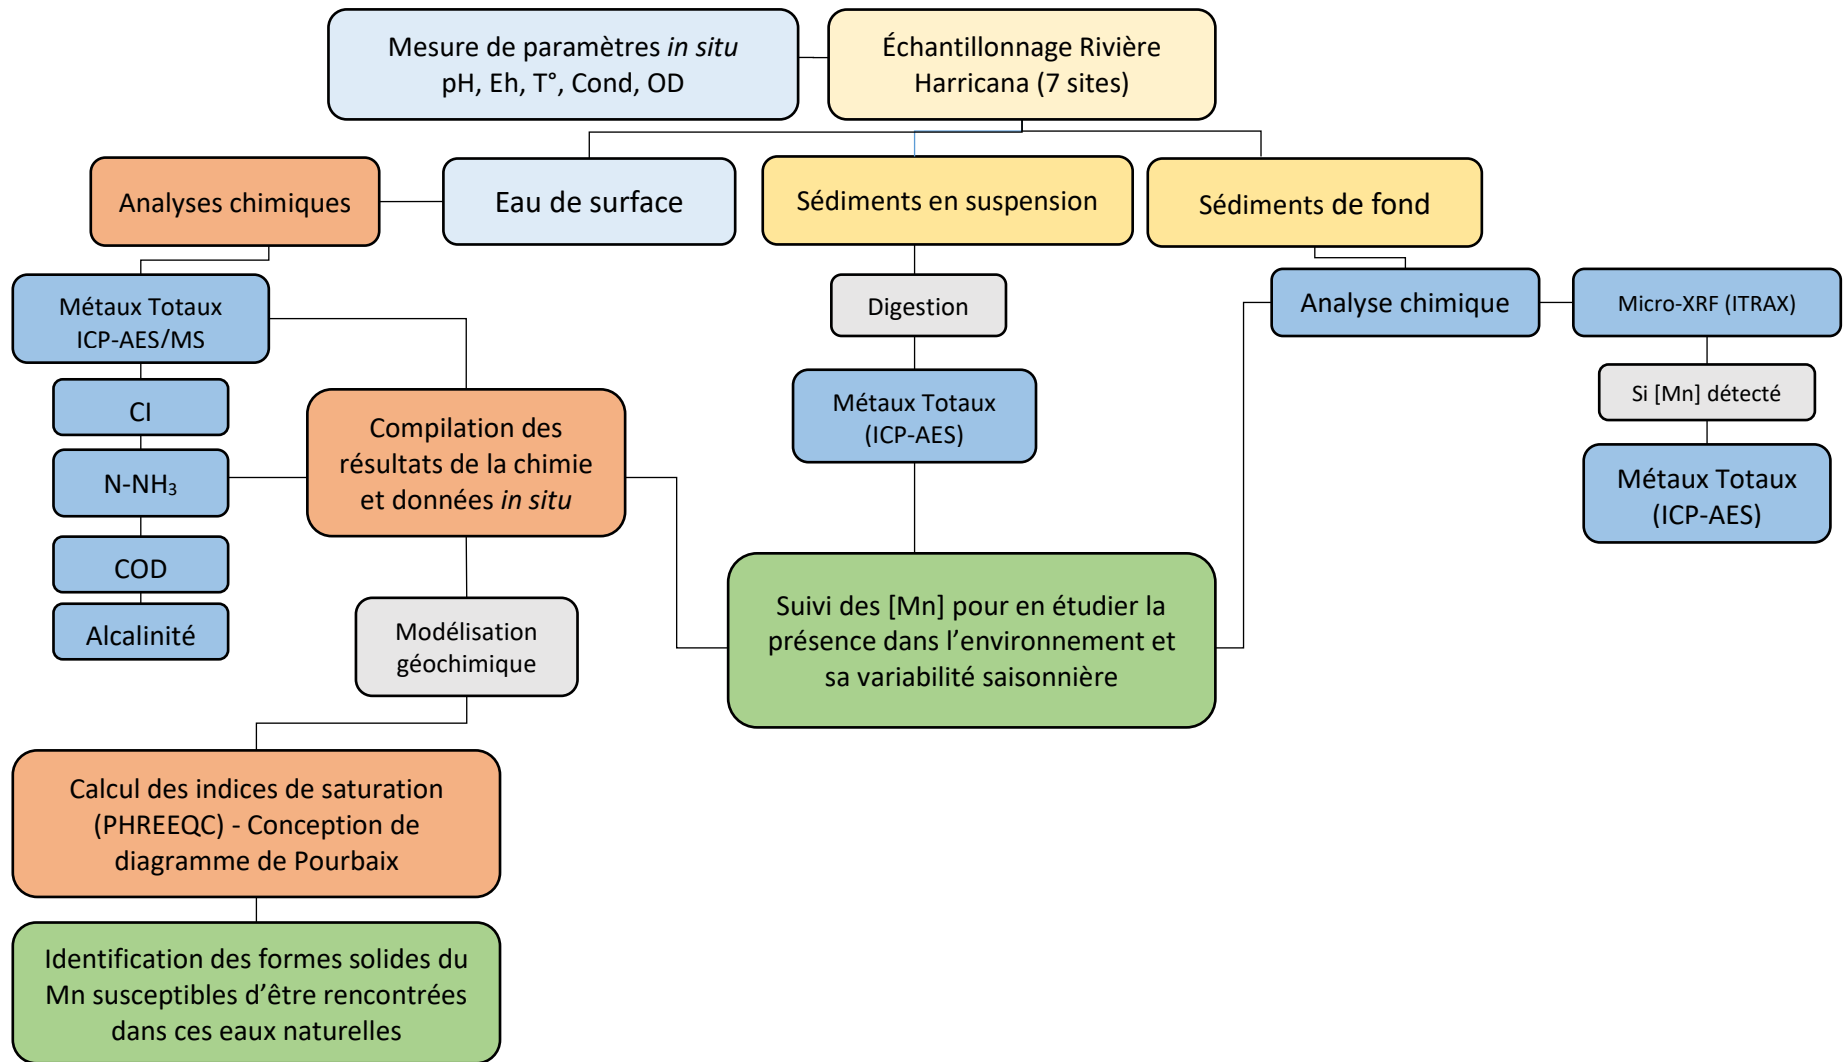 Mesure de paramètres in situ
pH, Eh, T°, Cond, OD
Échantillonnage Rivière
Harricana (7 sites)
Analyses chimiques
Eau de surface
Sédiments en suspension
Sédiments de fond
Métaux Totaux
ICP-AES/MS
CI
N-NH₃
COD
Alcalinité
Compilation des
résultats de la chimie
et données in situ
Digestion
Métaux Totaux
(ICP-AES)
Analyse chimique
Micro-XRF (ITRAX)
Si [Mn] détecté
Métaux Totaux
(ICP-AES)
Modélisation
géochimique
Suivi des [Mn] pour en étudier la
présence dans l’environnement et
sa variabilité saisonnière
Calcul des indices de saturation
(PHREEQC) - Conception de
diagramme de Pourbaix
Identification des formes solides du
Mn susceptibles d’être rencontrées
dans ces eaux naturelles